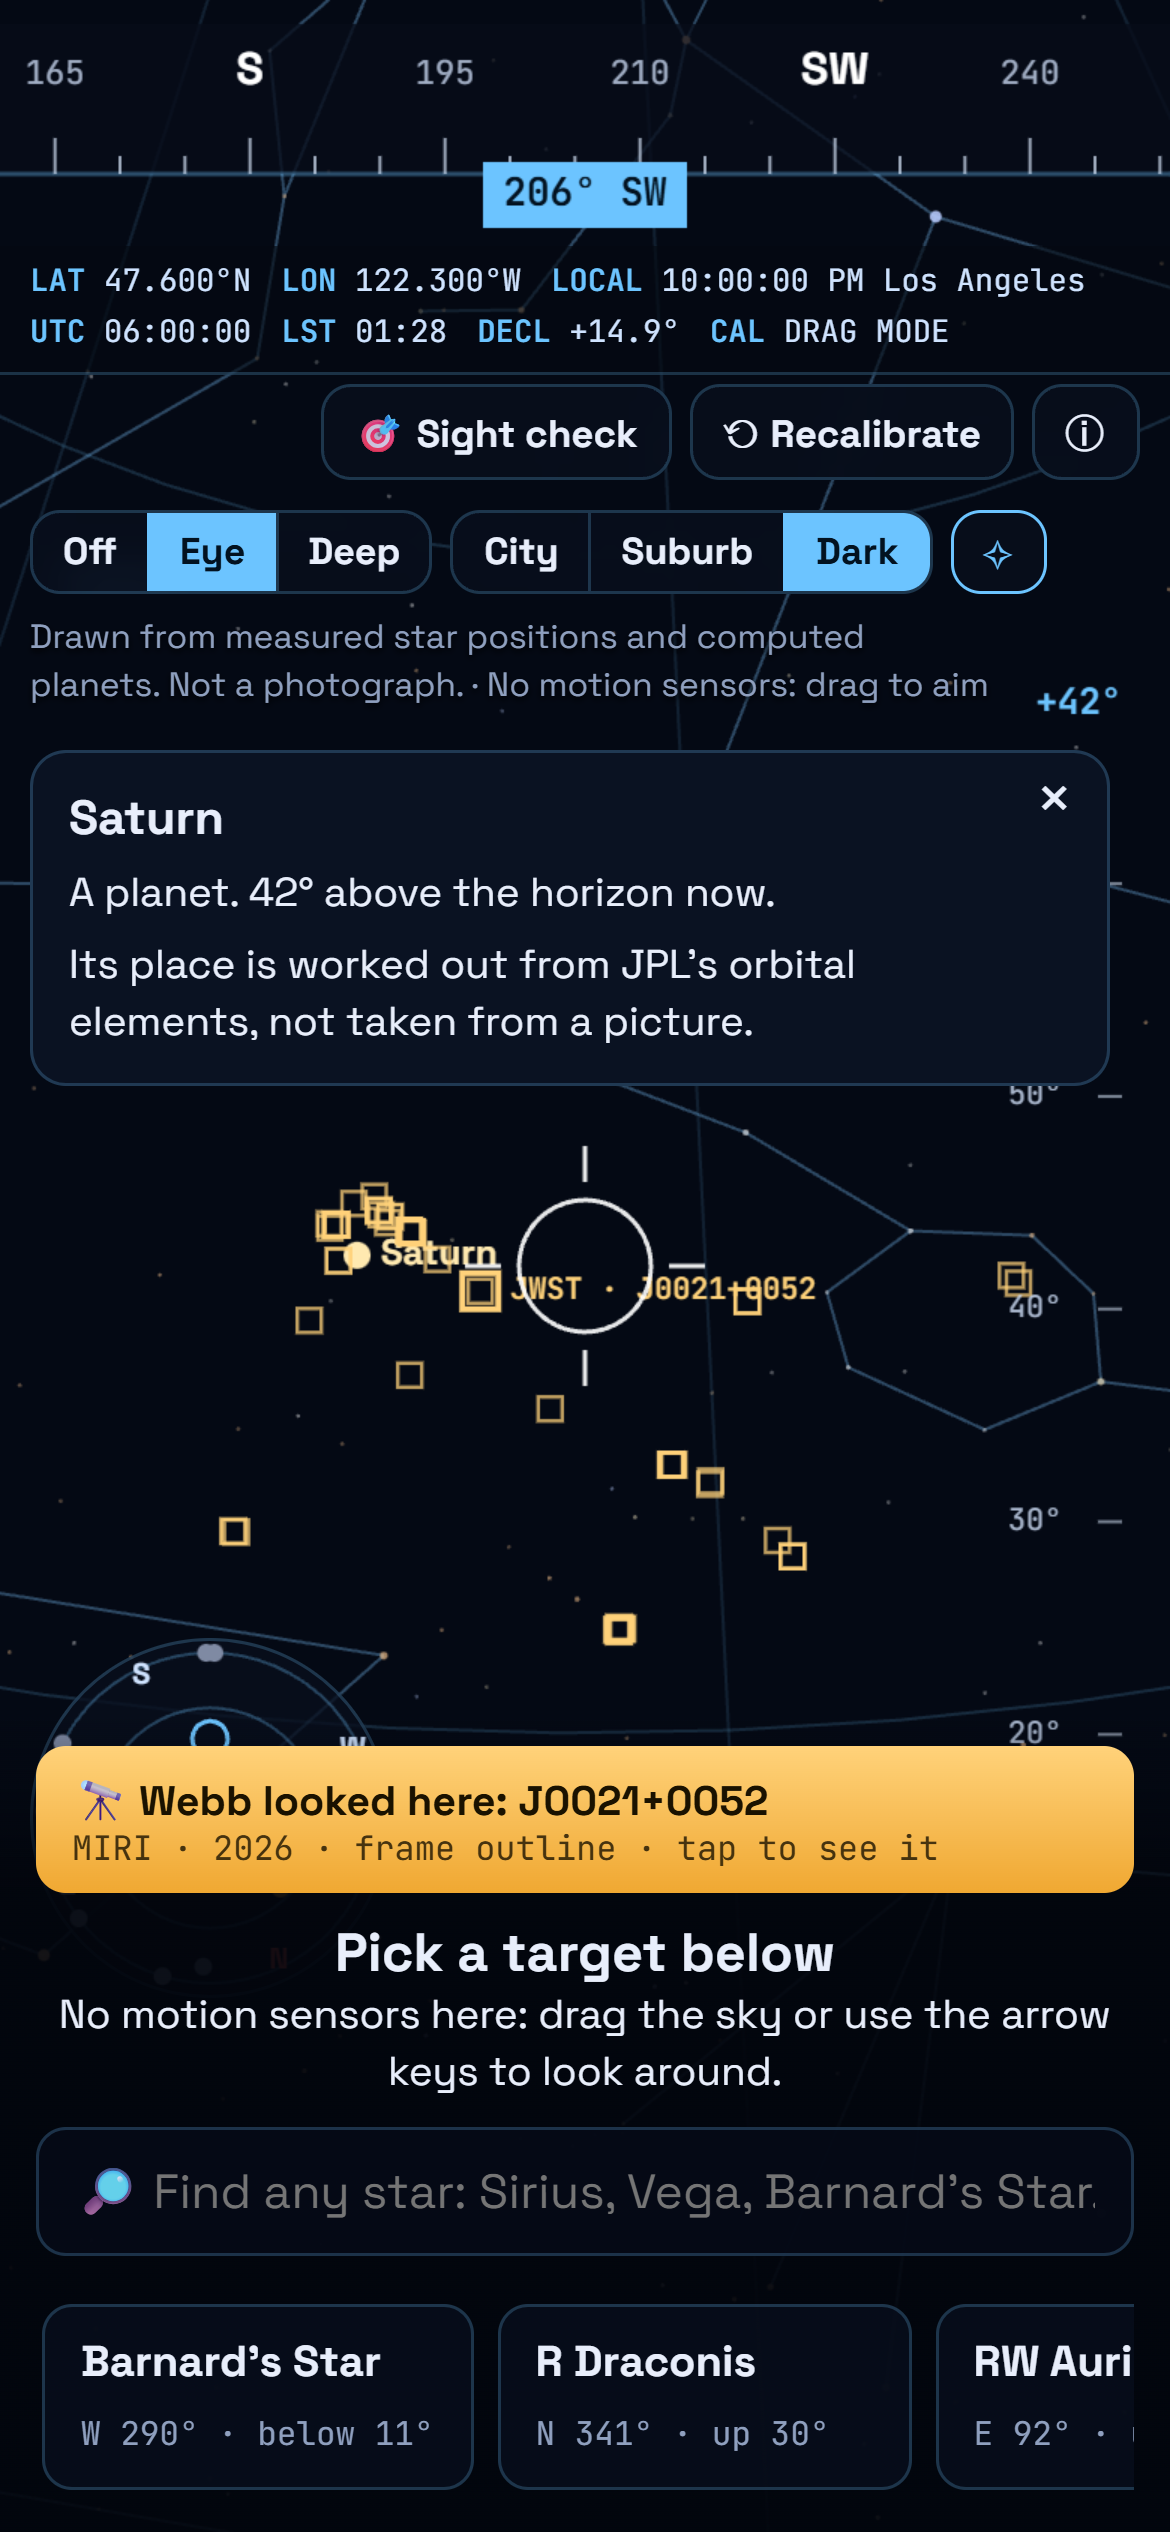 165 S 195 210 SW 240
206° SW
LAT 47.600°N LON 122.300°W LOCAL 10:00:00 PM Los Angeles
UTC 06:00:00 LST 01:28 DECL +14.9° CAL DRAG MODE
Sight check Recalibrate
Off Eye Deep City Suburb Dark
Drawn from measured star positions and computed
planets. Not a photograph. · No motion sensors: drag to aim
+42°
Saturn ×
A planet. 42° above the horizon now.
Its place is worked out from JPL's orbital
elements, not taken from a picture.
50°
Saturn
JWST · J0021+0052
40°
30°
S
20°
W
Webb looked here: J0021+0052
MIRI · 2026 · frame outline · tap to see it
N
Pick a target below
No motion sensors here: drag the sky or use the arrow
keys to look around.
Find any star: Sirius, Vega, Barnard's Star.
Barnard's Star R Draconis RW Auri
W 290° · below 11° N 341° · up 30° E 92° ·